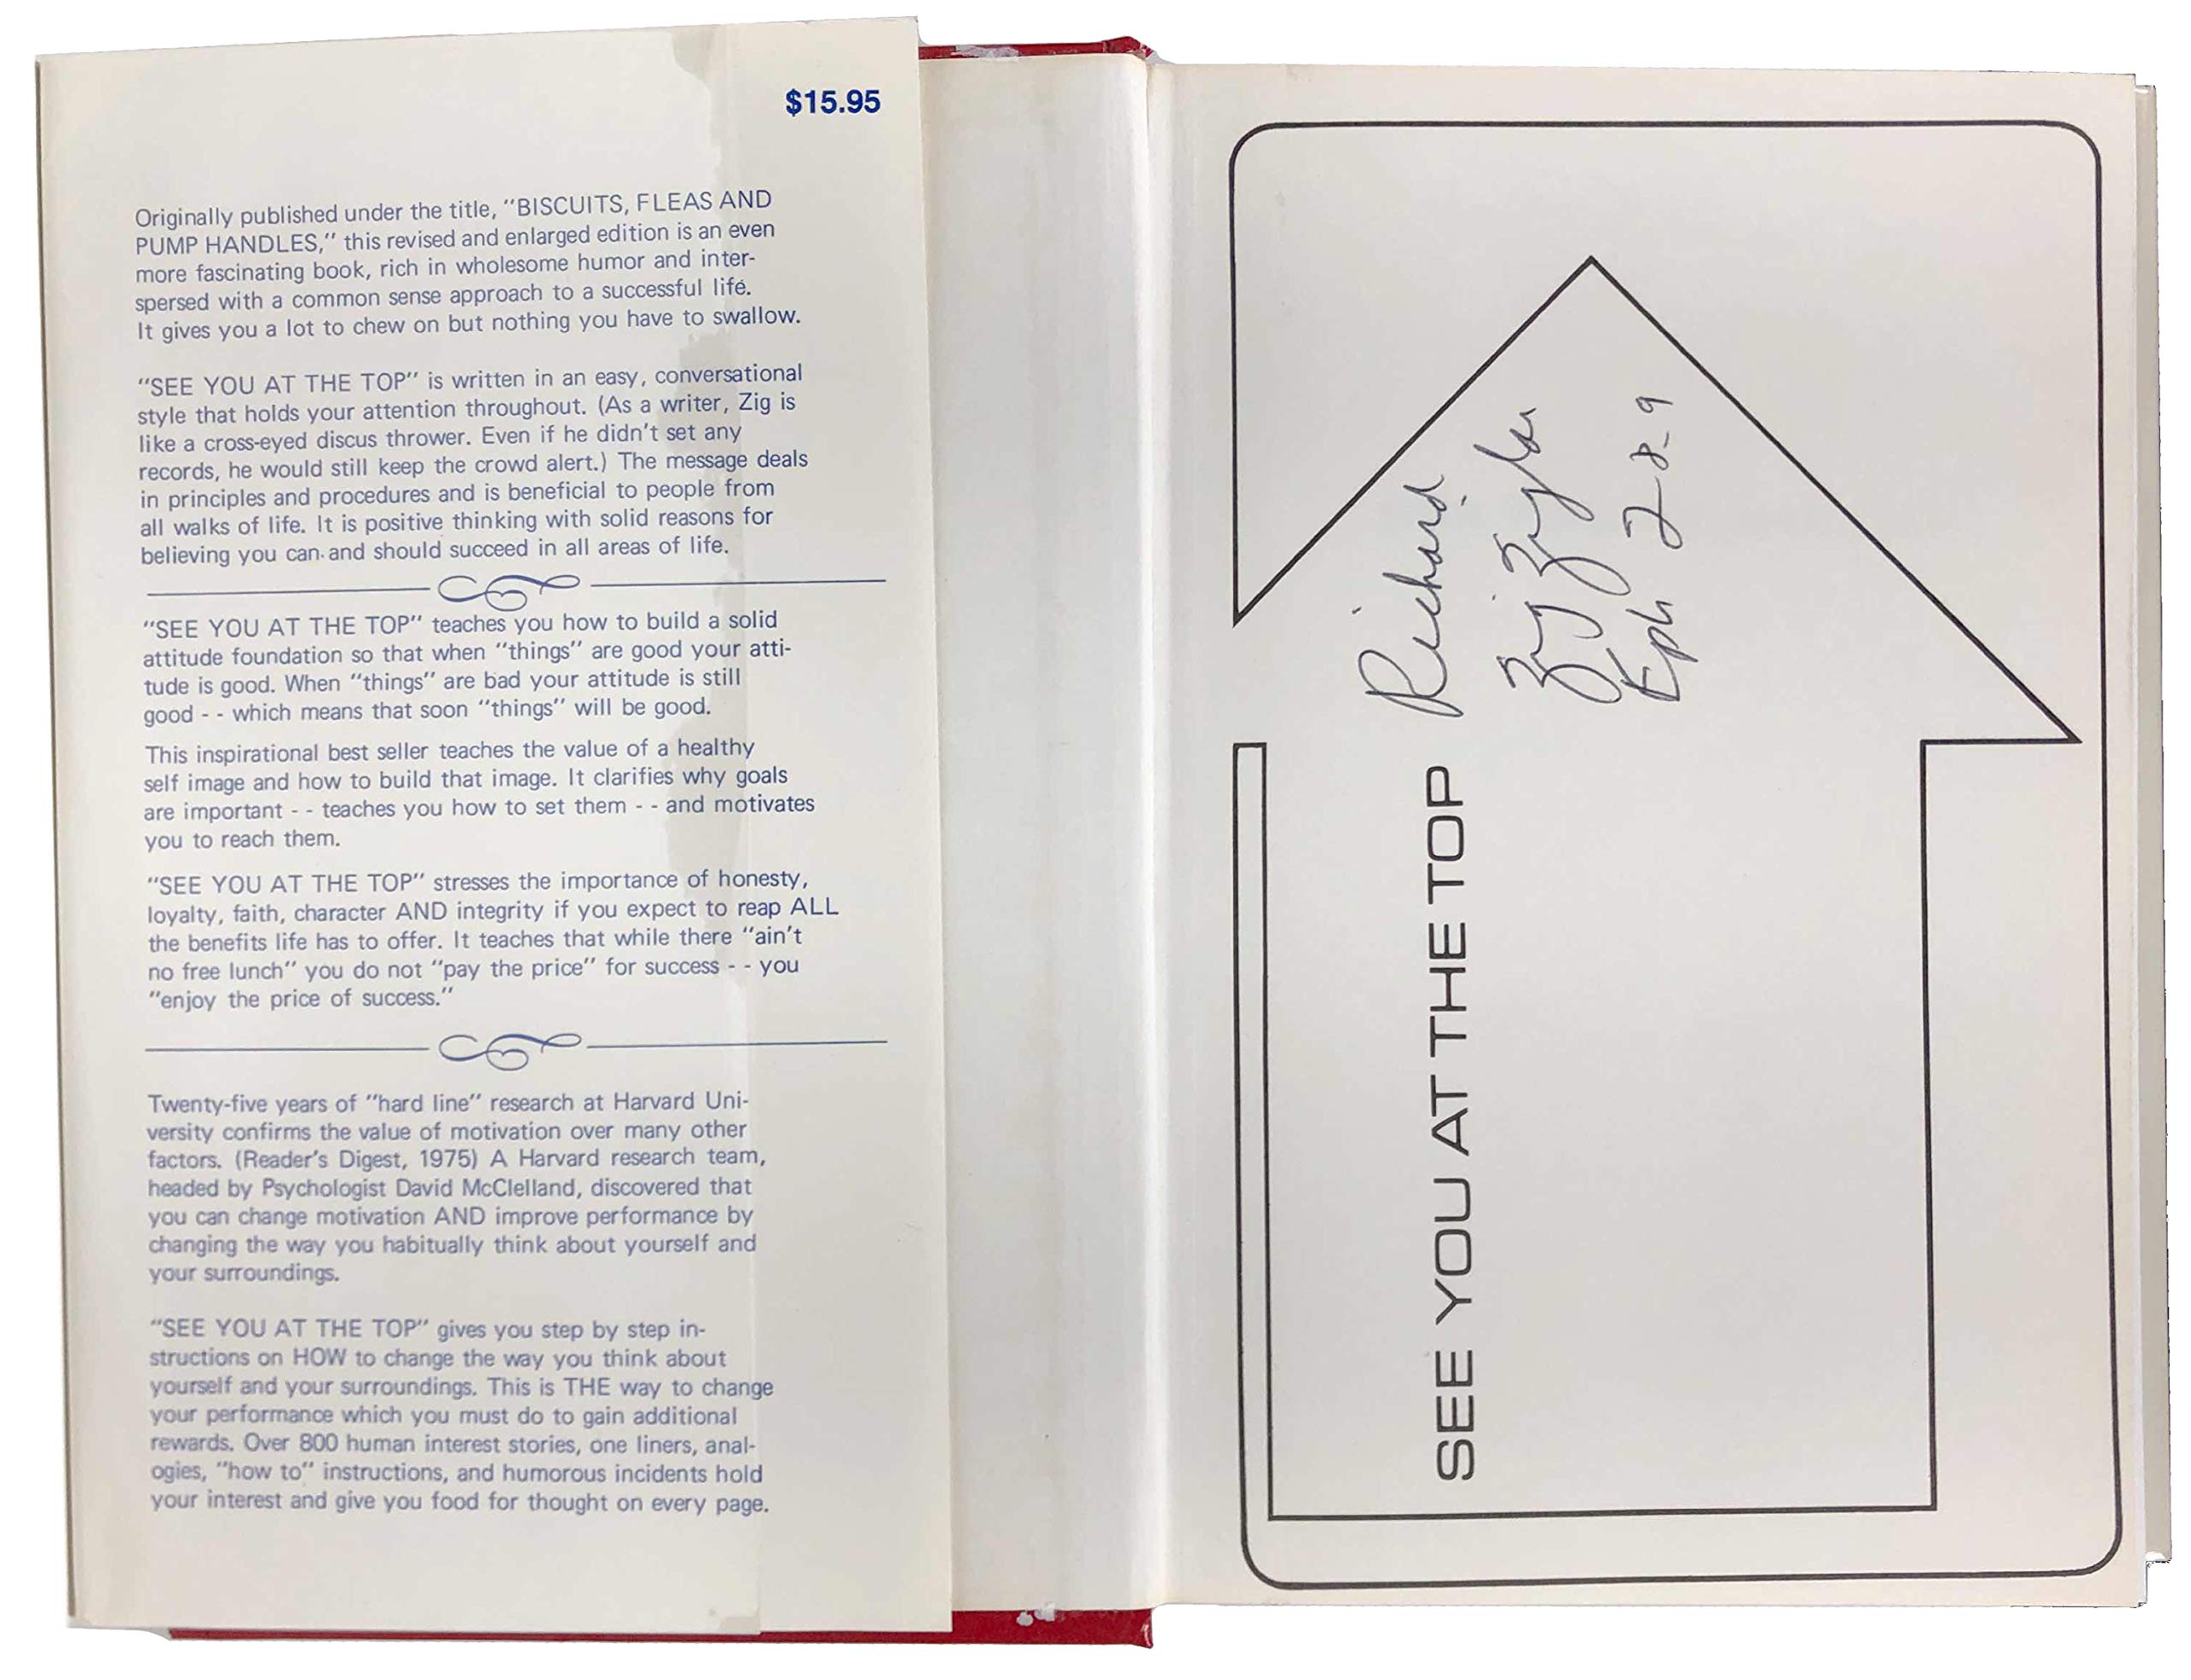 $15.95
Originally published under the title, "BISCUITS, FLEAS AND
PUMP HANDLES," this revised and enlarged edition is an even
more fascinating book, rich in wholesome humor and inter-
spersed with a common sense approach to a successful life.
It gives you a lot to chew on but nothing you have to swallow.
"SEE YOU AT THE TOP" is written in an easy, conversational
style that holds your attention throughout. (As a writer, Zig is
like a cross-eyed discus thrower. Even if he didn't set any
records, he would still keep the crowd alert.) The message deals
in principles and procedures and is beneficial to people from
all walks of life. It is positive thinking with solid reasons for
believing you can and should succeed in all areas of life.
"SEE YOU AT THE TOP" teaches you how to build a solid
attitude foundation so that when "things" are good your atti-
tude is good. When "things" are bad your attitude is still
good - - which means that soon "things" will be good.
This inspirational best seller teaches the value of a healthy
self image and how to build that image. It clarifies why goals
are important - - teaches you how to set them - - and motivates
you to reach them.
"SEE YOU AT THE TOP" stresses the importance of honesty,
loyalty, faith, character AND integrity if you expect to reap ALL
the benefits life has to offer. It teaches that while there "ain't
no free lunch" you do not "pay the price" for success - - you
"enjoy the price of success."
Twenty-five years of "hard line" research at Harvard Uni-
versity confirms the value of motivation over many other
factors. (Reader's Digest, 1975) A Harvard research team,
headed by Psychologist David McClelland, discovered that
you can change motivation AND improve performance by
changing the way you habitually think about yourself and
your surroundings.
"SEE YOU AT THE TOP" gives you step by step in-
structions on HOW to change the way you think about
yourself and your surroundings. This is THE way to change
your performance which you must do to gain additional
rewards. Over 800 human interest stories, one liners, anal-
ogies, "how to" instructions, and humorous incidents hold
your interest and give you food for thought on every page.
SEE YOU AT THE TOP
Richard
Zig Ziglar
Eph 2-8-9